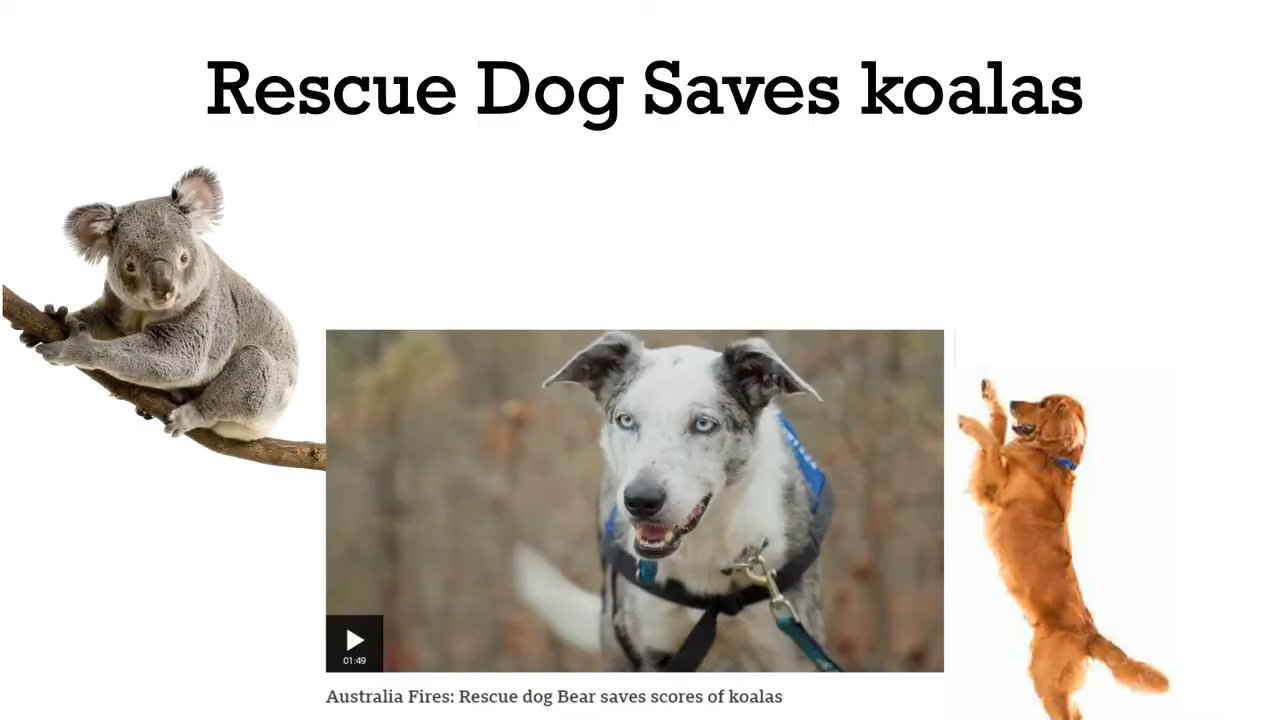 Rescue Dog Saves koalas
01:49
Australia Fires: Rescue dog Bear saves scores of koalas